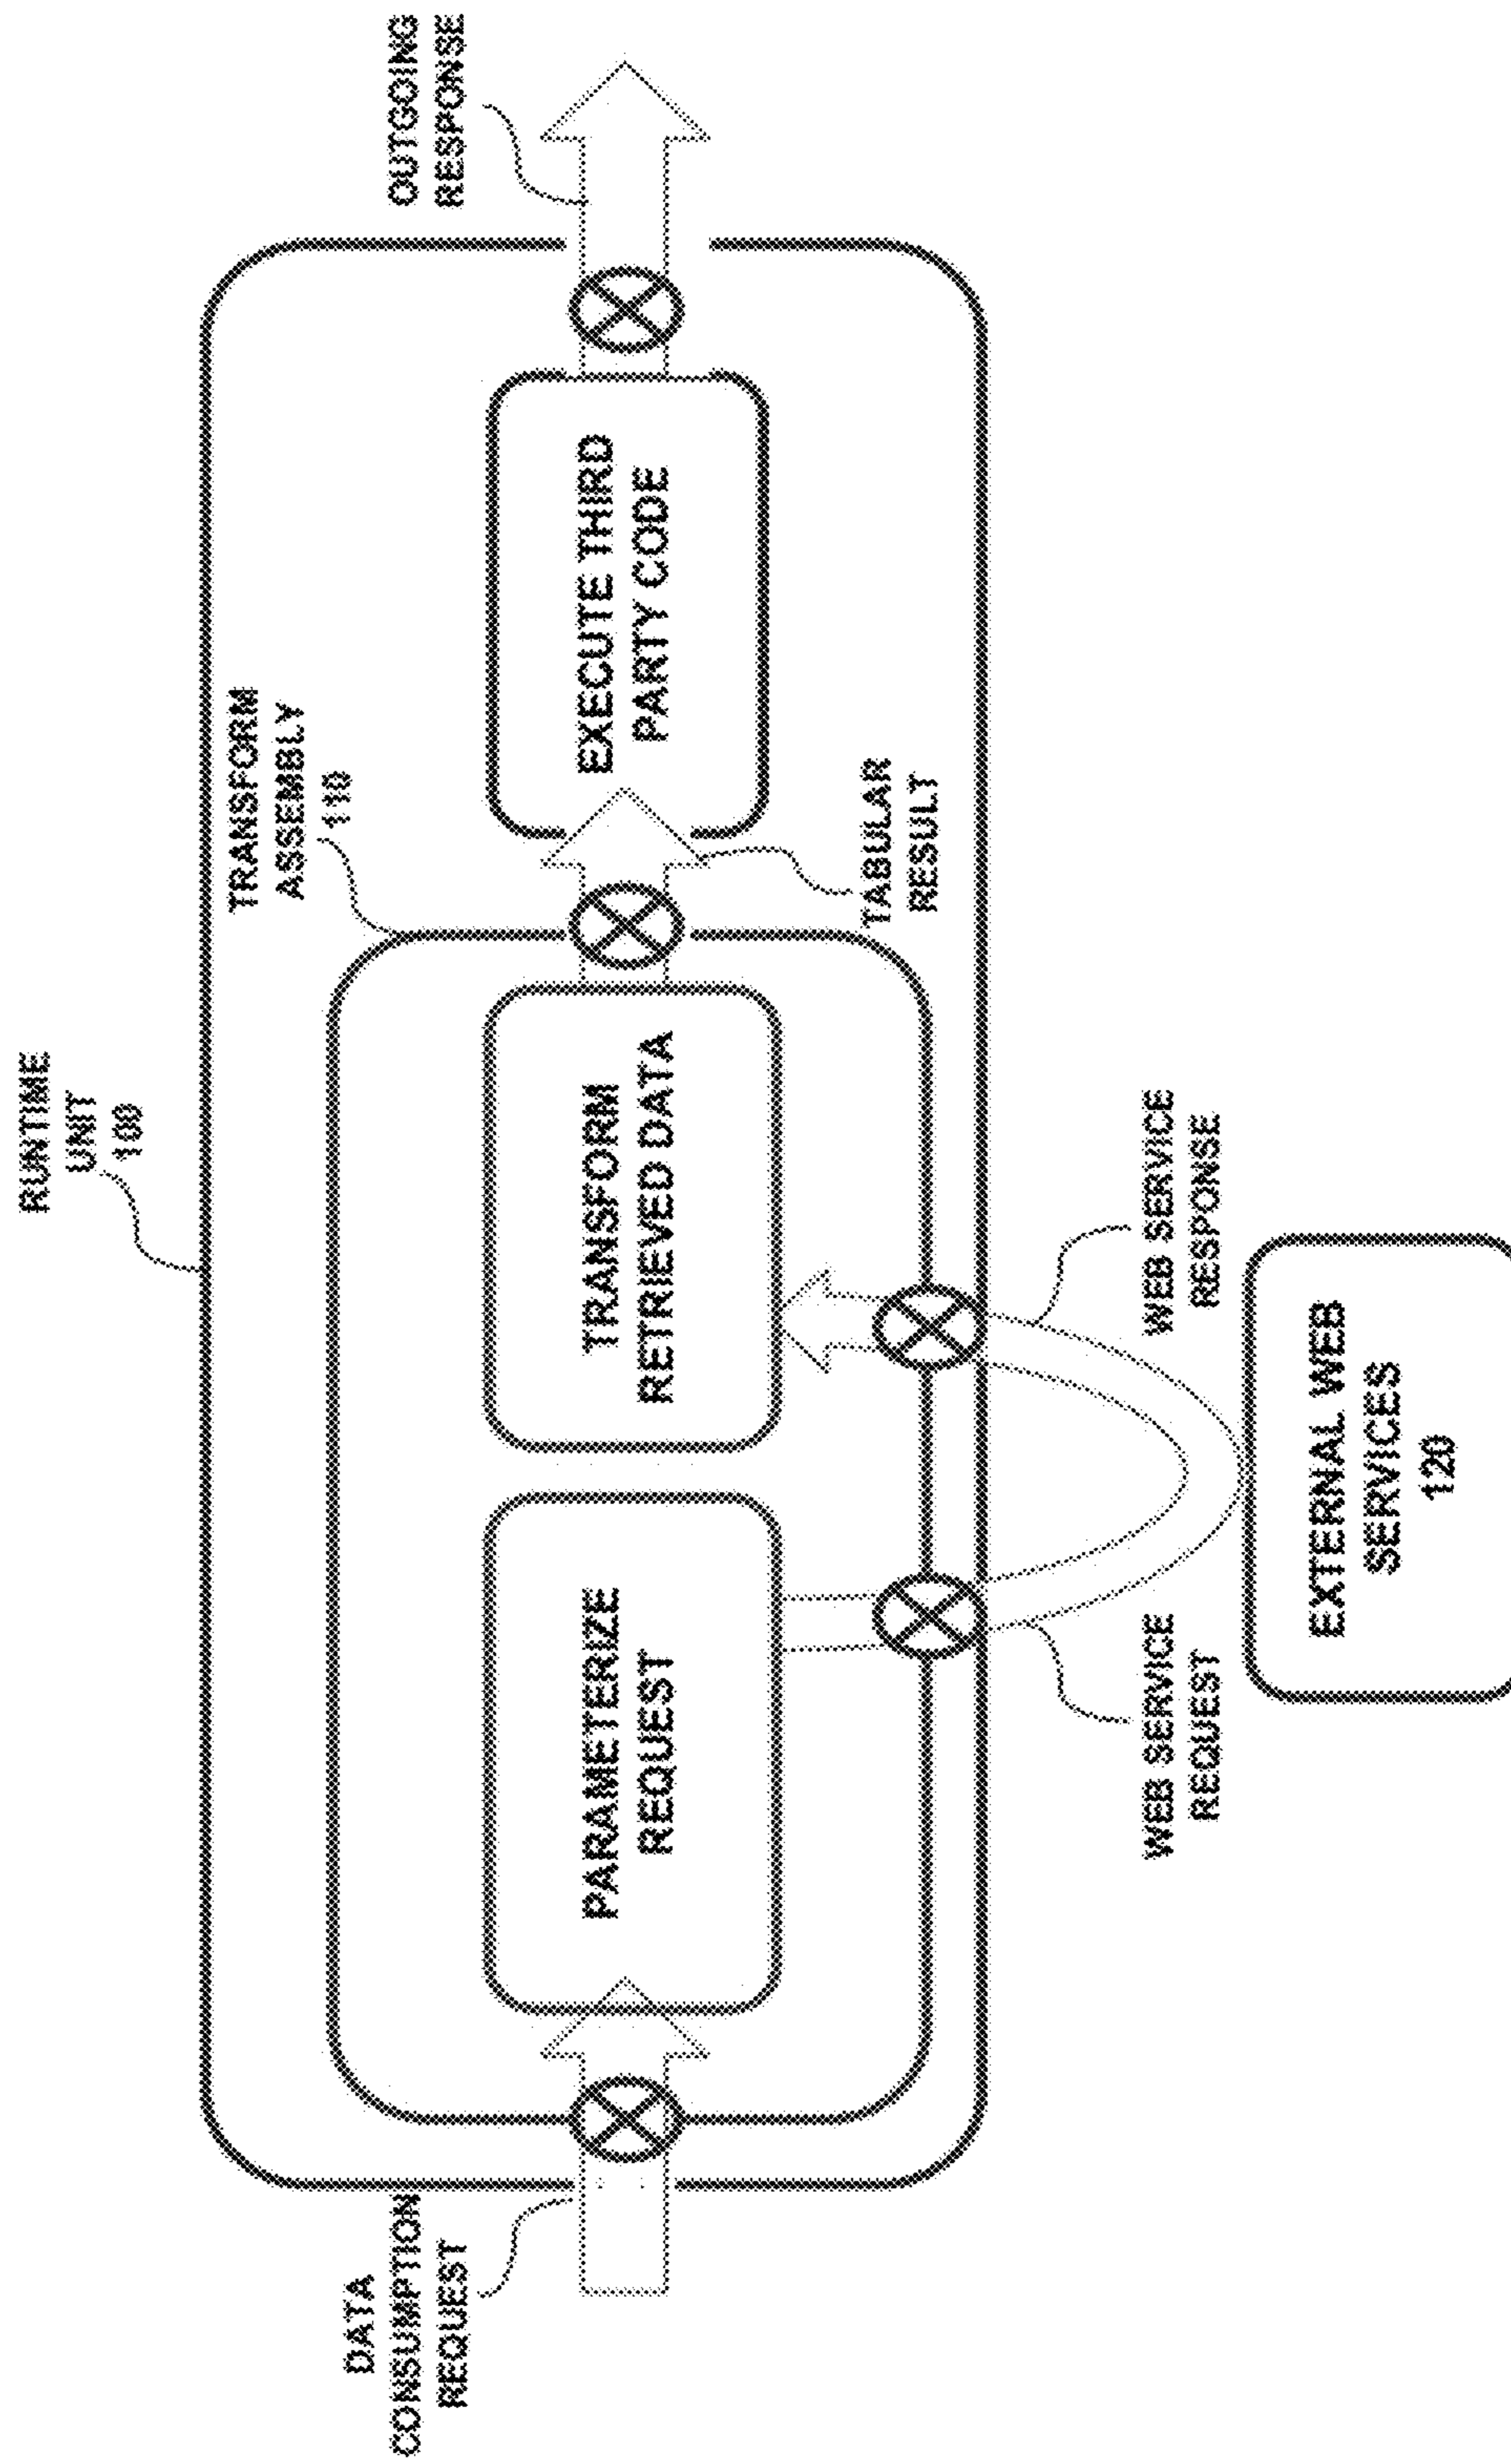 RUNTIME
UNIT
100
TRANSFORM
ASSEMBLY
110
DATA
CONSUMPTION
REQUEST
OUTGOING
RESPONSE
PARAMETERIZE
REQUEST
TRANSFORM
RETRIEVED DATA
EXECUTE THIRD
PARTY CODE
TABULAR
RESULT
WEB SERVICE
REQUEST
WEB SERVICE
RESPONSE
EXTERNAL WEB
SERVICES
120